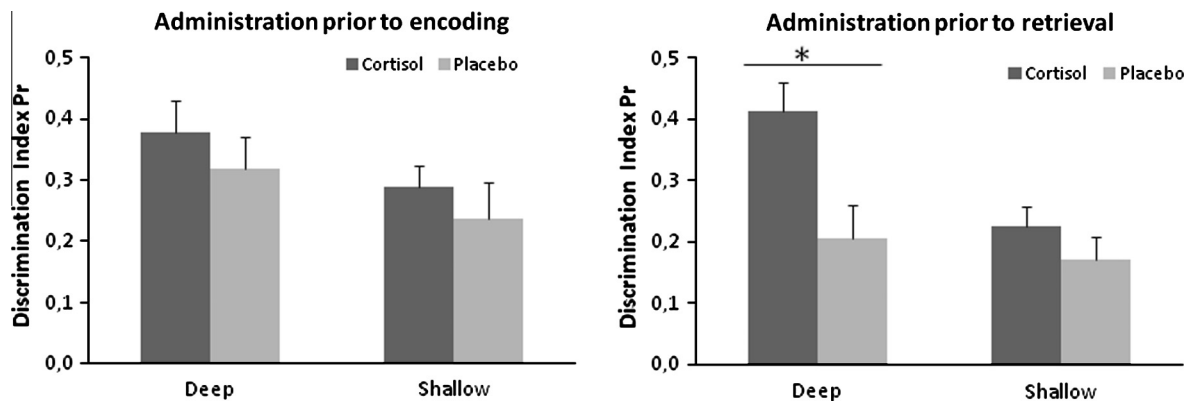 Administration prior to encoding
Discrimination Index Pr
0,5
0,4
0,3
0,2
0,1
0,0
Cortisol Placebo
Deep Shallow
Administration prior to retrieval
Discrimination Index Pr
0,5
0,4
0,3
0,2
0,1
0,0
*
Cortisol Placebo
Deep Shallow